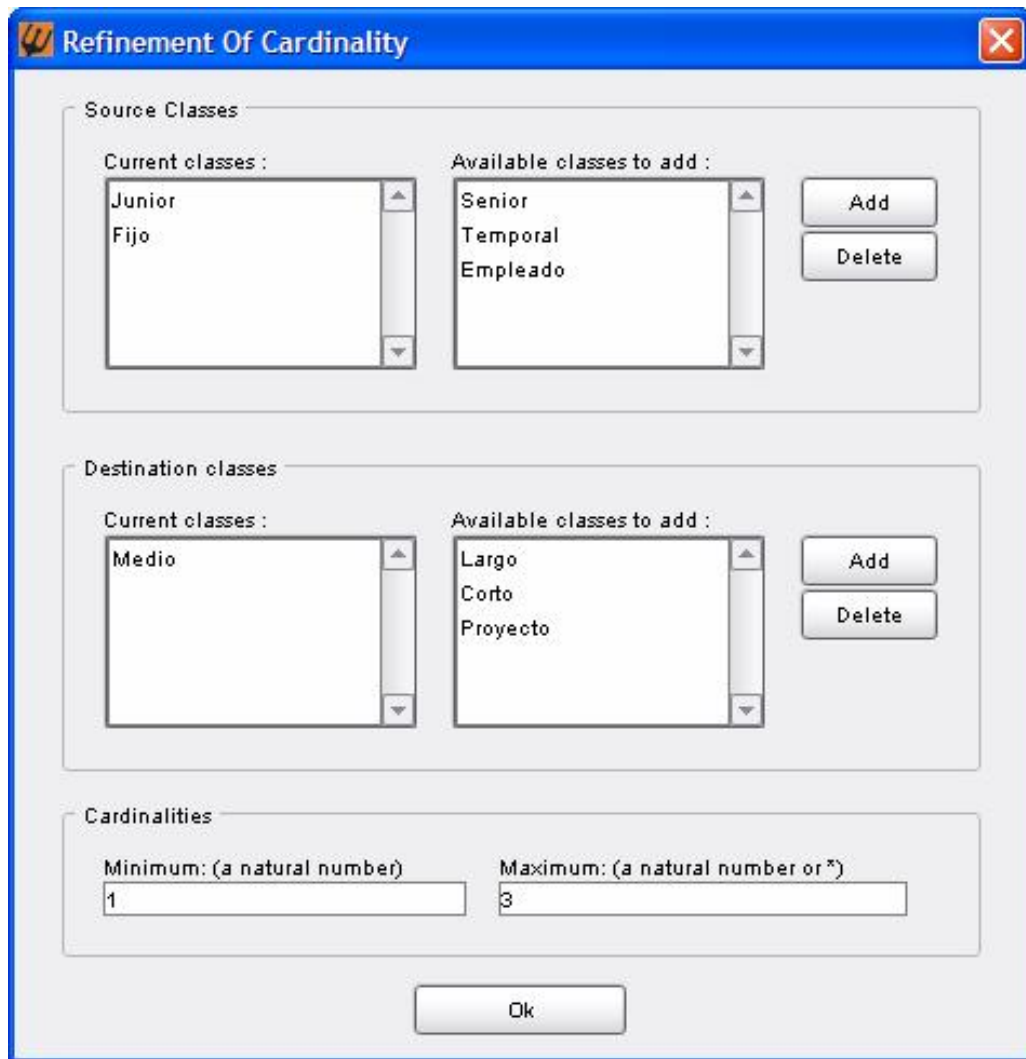 Refinement Of Cardinality
Source Classes
Current classes :
Available classes to add :
Junior
Fijo
Senior
Temporal
Empleado
Add
Delete
Destination classes
Current classes :
Available classes to add :
Medio
Largo
Corto
Proyecto
Add
Delete
Cardinalities
Minimum: (a natural number)
Maximum: (a natural number or *)
1
3
Ok